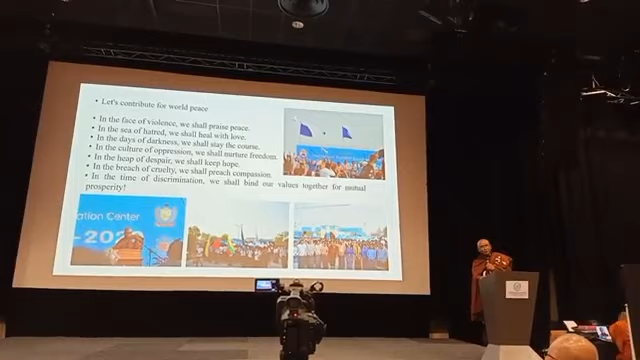 • Let's contribute for world peace
• In the face of violence, we shall praise peace.
• In the sea of hatred, we shall heal with love.
• In the days of darkness, we shall stay the course.
• In the culture of oppression, we shall nurture freedom.
• In the heap of despair, we shall keep hope.
• In the breach of cruelty, we shall preach compassion.
• In the time of discrimination, we shall bind our values together for mutual
prosperity!
ation Center